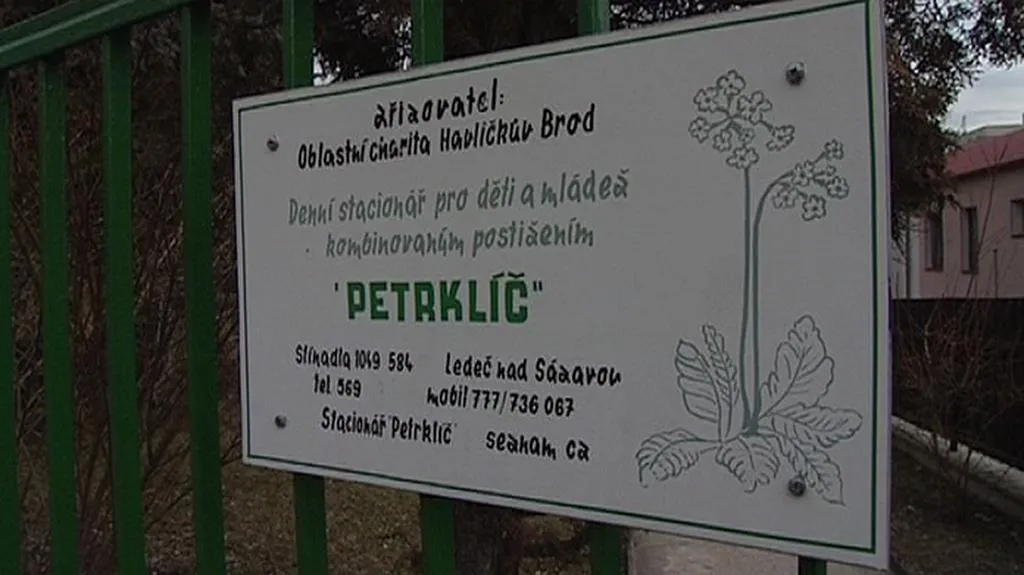 zřizovatel:
Oblastní charita Havlíčkův Brod
Denní stacionář pro děti a mládež
kombinovaným postižením
"PETRKLÍČ"
Slínadla 1049 584 Ledeč nad Sázavou
tel 569 mobil 777/736 067
Stacionář Petrklíč seznam cz